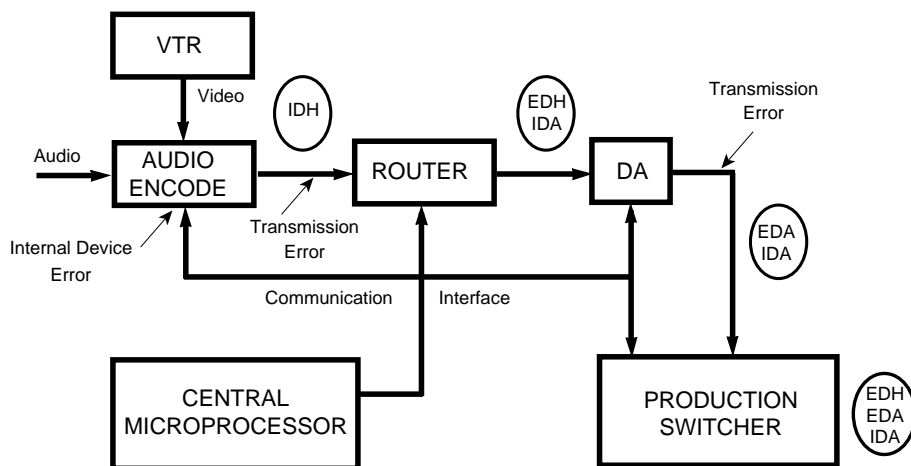 VTR
Video
IDH
EDH
IDA
Transmission
Error
Audio
AUDIO
ENCODE
ROUTER
DA
Internal Device
Error
Transmission
Error
EDA
IDA
Communication
Interface
CENTRAL
MICROPROCESSOR
PRODUCTION
SWITCHER
EDH
EDA
IDA